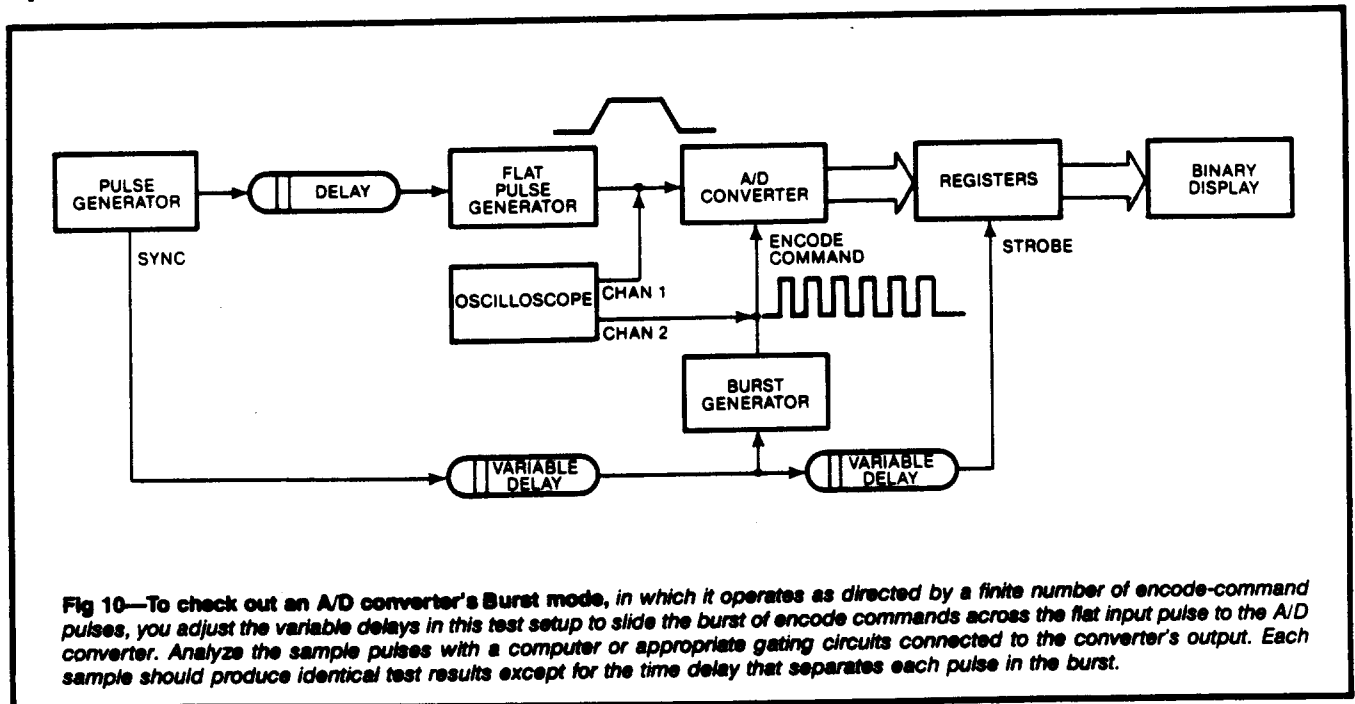 PULSE
GENERATOR
DELAY
FLAT
PULSE
GENERATOR
A/D
CONVERTER
REGISTERS
BINARY
DISPLAY
SYNC
OSCILLOSCOPE
CHAN 1
CHAN 2
ENCODE
COMMAND
STROBE
BURST
GENERATOR
VARIABLE
DELAY
VARIABLE
DELAY
Fig 10—To check out an A/D converter's Burst mode, in which it operates as directed by a finite number of encode-command
pulses, you adjust the variable delays in this test setup to slide the burst of encode commands across the flat input pulse to the A/D
converter. Analyze the sample pulses with a computer or appropriate gating circuits connected to the converter's output. Each
sample should produce identical test results except for the time delay that separates each pulse in the burst.